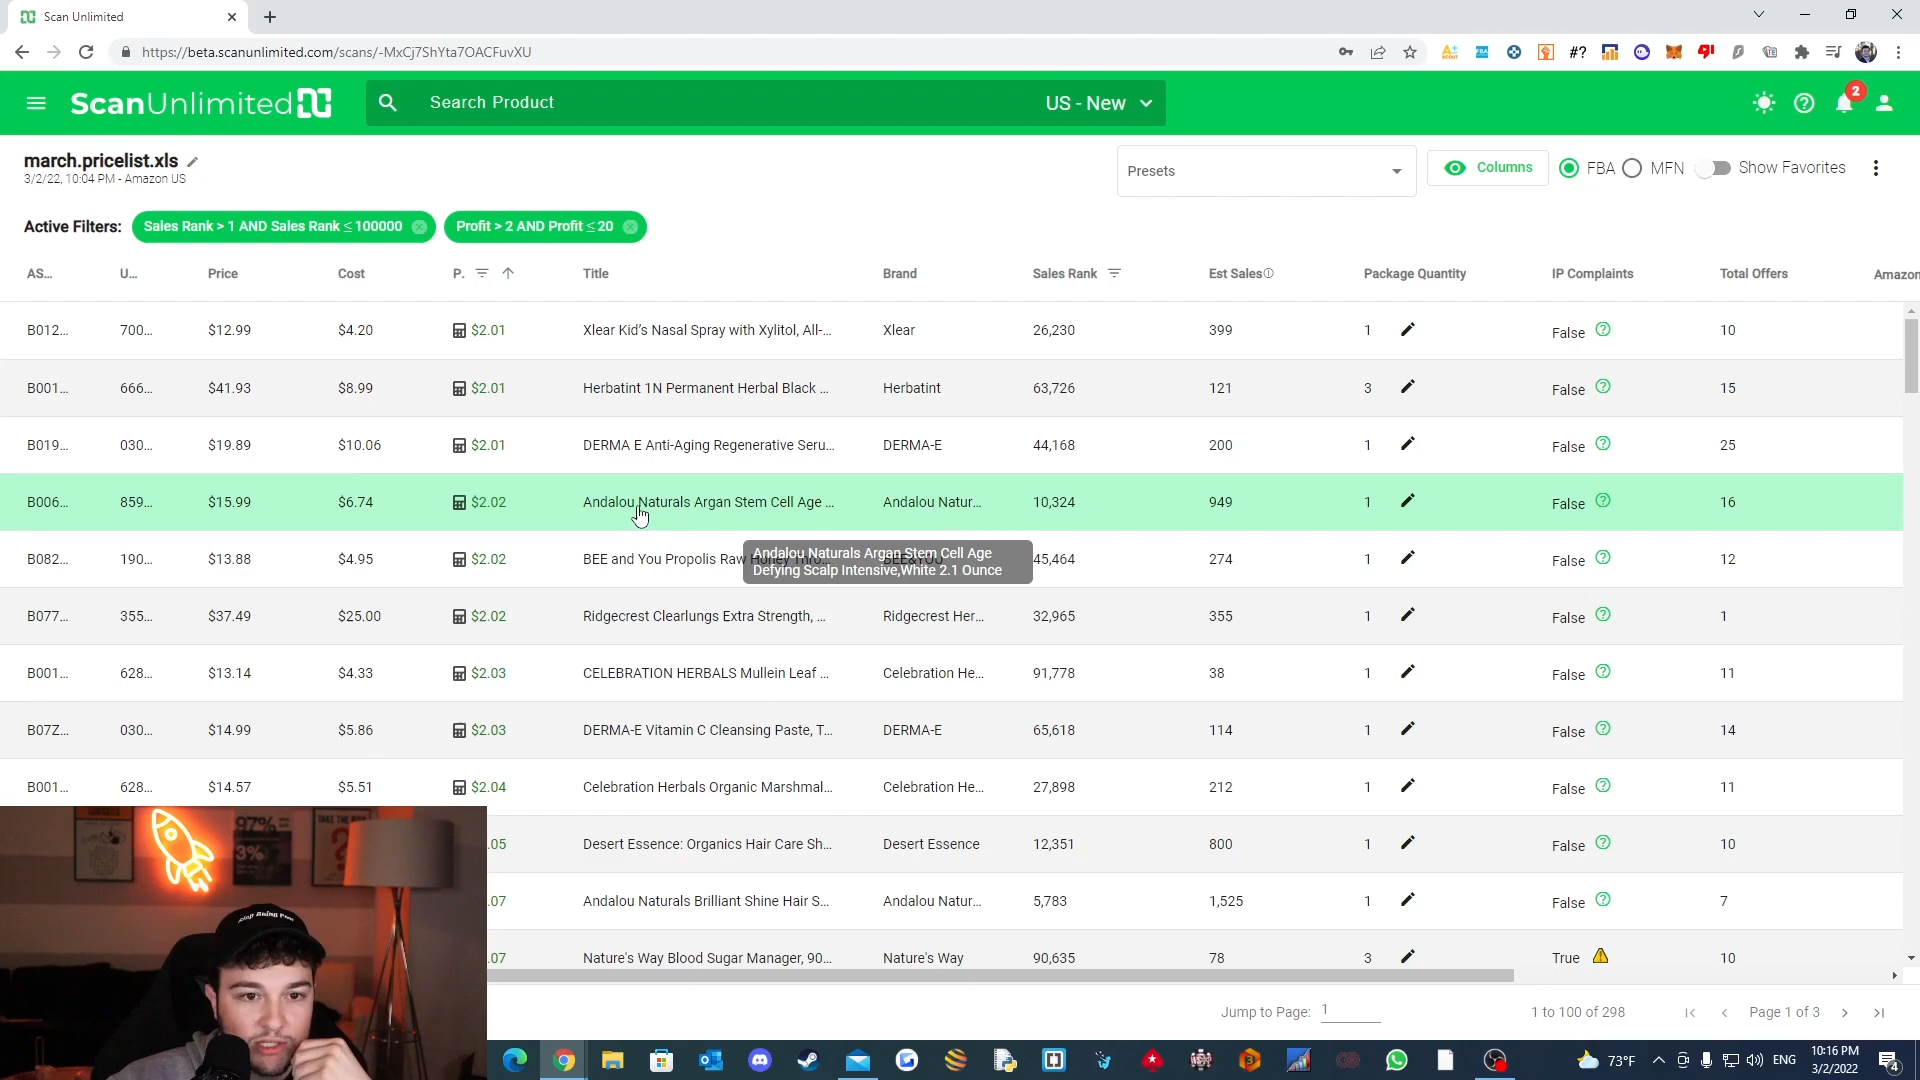 Scan Unlimited
https://beta.scanunlimited.com/scans/-MxCj7ShYta7OACFuvXU
#?
ScanUnlimited
Search Product
US - New
2
march.pricelist.xls
3/2/22, 10:04 PM - Amazon US
Presets
Columns
FBA
MFN
Show Favorites
Active Filters:
Sales Rank > 1 AND Sales Rank ≤ 100000
Profit > 2 AND Profit ≤ 20
AS... U... Price Cost P. Title Brand Sales Rank Est Sales Package Quantity IP Complaints Total Offers Amazon
B012... 700... $12.99 $4.20 $2.01 Xlear Kid's Nasal Spray with Xylitol, All-... Xlear 26,230 399 1 False 10
B001... 666... $41.93 $8.99 $2.01 Herbatint 1N Permanent Herbal Black ... Herbatint 63,726 121 3 False 15
B019... 030... $19.89 $10.06 $2.01 DERMA E Anti-Aging Regenerative Seru... DERMA-E 44,168 200 1 False 25
B006... 859... $15.99 $6.74 $2.02 Andalou Naturals Argan Stem Cell Age ... Andalou Natur... 10,324 949 1 False 16
B082... 190... $13.88 $4.95 $2.02 BEE and You Propolis Raw Honey Thro... BEE&YOU 45,464 274 1 False 12
Andalou Naturals Argan Stem Cell Age
Defying Scalp Intensive,White 2.1 Ounce
B077... 355... $37.49 $25.00 $2.02 Ridgecrest Clearlungs Extra Strength, ... Ridgecrest Her... 32,965 355 1 False 1
B001... 628... $13.14 $4.33 $2.03 CELEBRATION HERBALS Mullein Leaf ... Celebration He... 91,778 38 1 False 11
B07Z... 030... $14.99 $5.86 $2.03 DERMA-E Vitamin C Cleansing Paste, T... DERMA-E 65,618 114 1 False 14
B001... 628... $14.57 $5.51 $2.04 Celebration Herbals Organic Marshmal... Celebration He... 27,898 212 1 False 11
.05 Desert Essence: Organics Hair Care Sh... Desert Essence 12,351 800 1 False 10
.07 Andalou Naturals Brilliant Shine Hair S... Andalou Natur... 5,783 1,525 1 False 7
.07 Nature's Way Blood Sugar Manager, 90... Nature's Way 90,635 78 3 True 10
97%
3%
Jump to Page: 1
1 to 100 of 298
Page 1 of 3
73°F
ENG
10:16 PM
3/2/2022
4